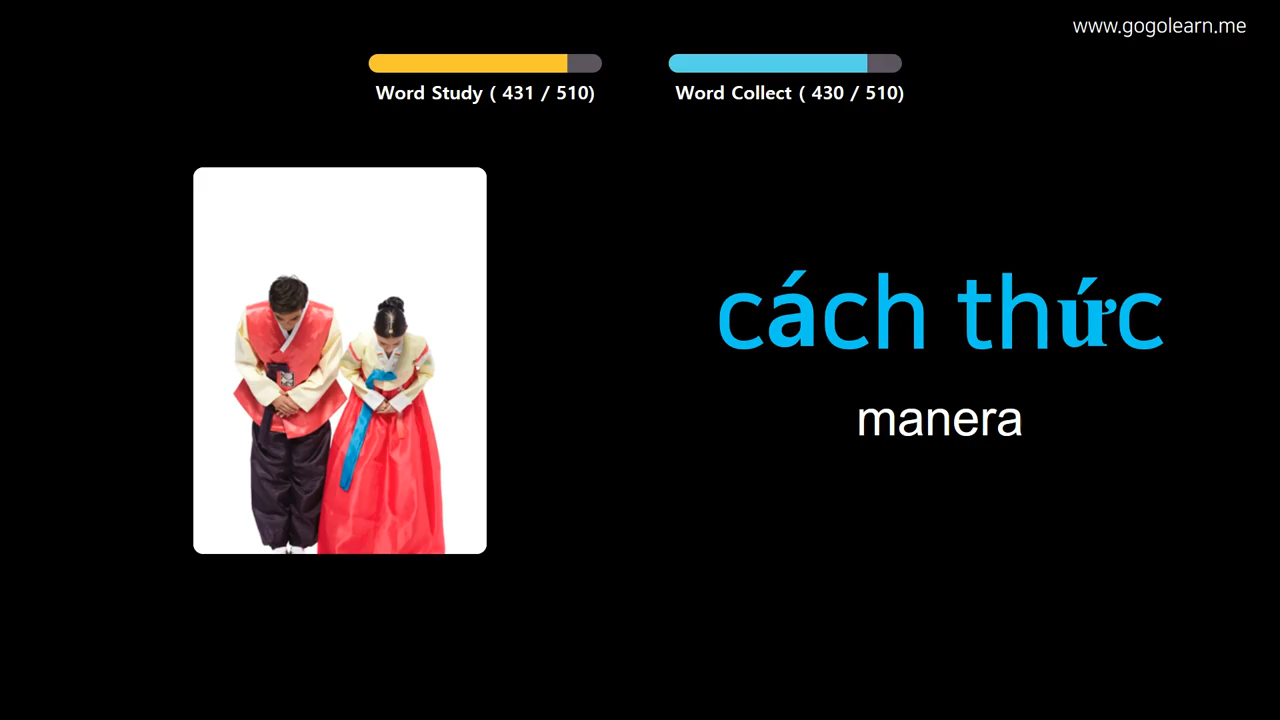 www.gogolearn.me
Word Study ( 431 / 510)
Word Collect ( 430 / 510)
cách thức
manera